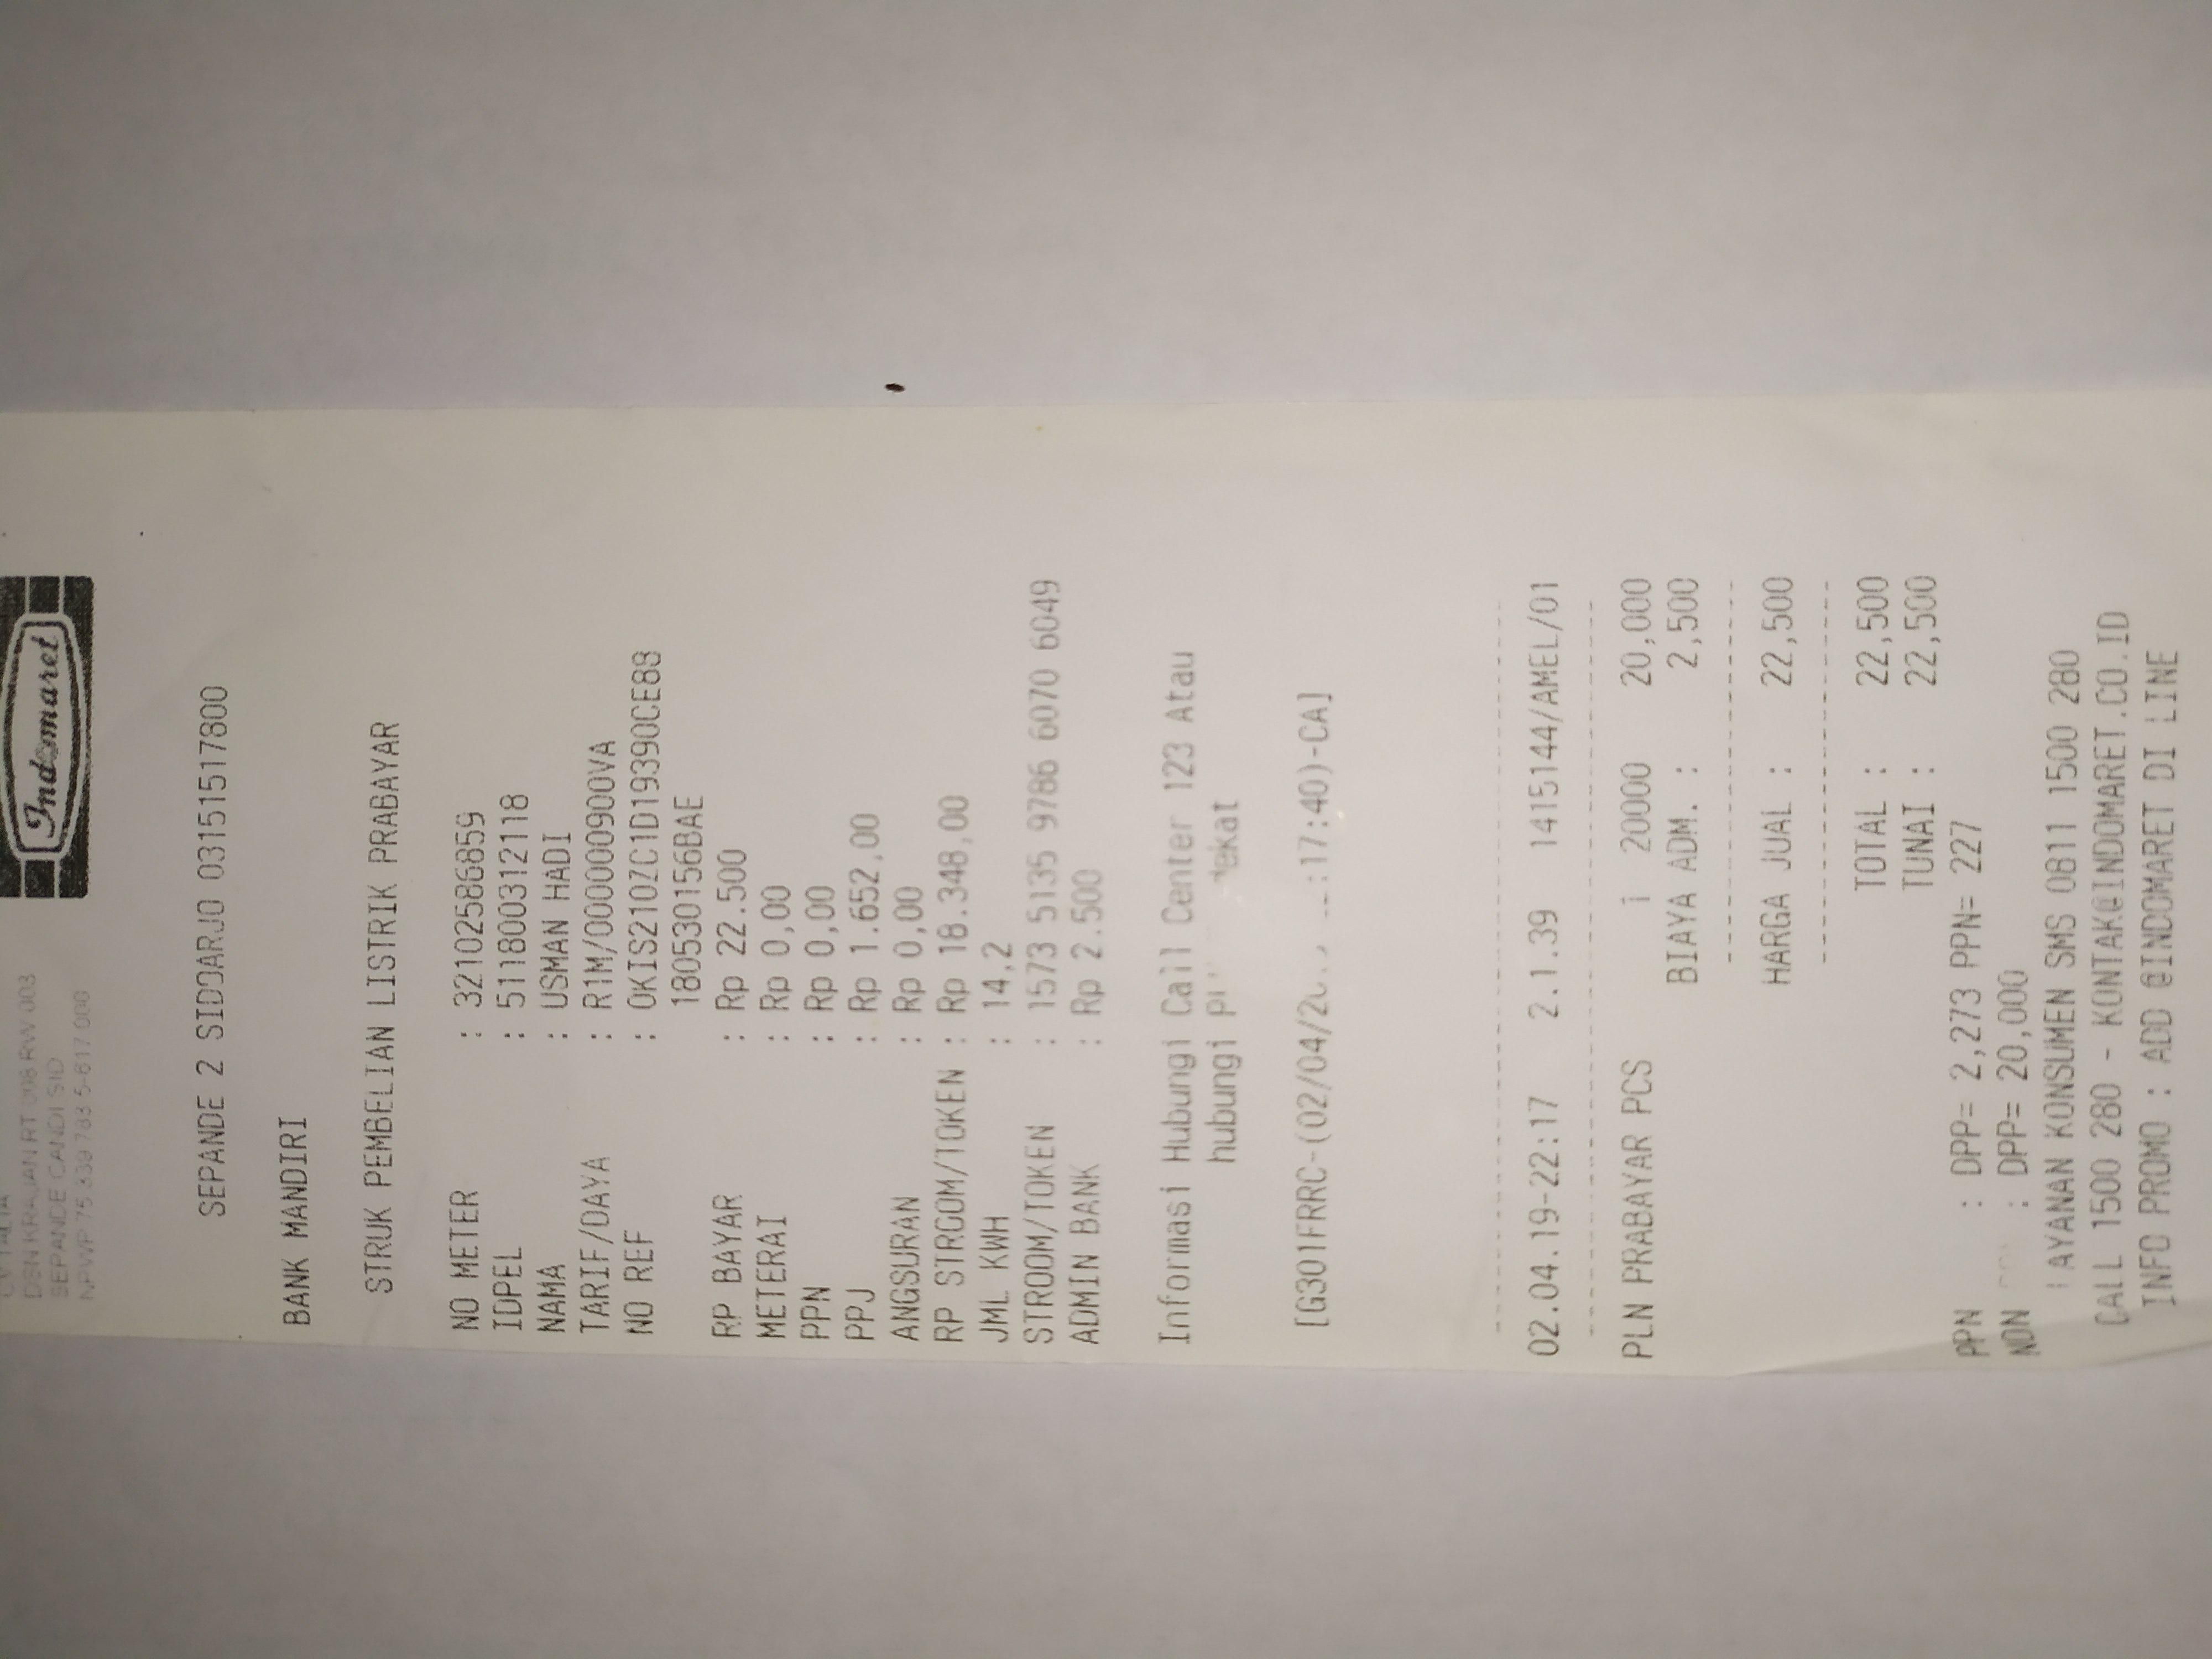 CV TALIA
DSN KRAJAN RT 006 RW 003
SEPANDE CANDI SID
NPWP 75 339 783 5-617 000
Indomaret
SEPANDE 2 SIDOARJO 03151517800
BANK MANDIRI
STRUK PEMBELIAN LISTRIK PRABAYAR
NO METER : 32102586859
IDPEL : 511800312118
NAMA : USMAN HADI
TARIF/DAYA : R1M/000000900VA
NO REF : 0KIS210ZC1D19390CE88
180530156BAE
RP BAYAR : Rp 22.500
METERAI : Rp 0,00
PPN : Rp 0,00
PPJ : Rp 1.652,00
ANGSURAN : Rp 0,00
RP STROOM/TOKEN : Rp 18.348,00
JML KWH : 14,2
STROOM/TOKEN : 1573 5135 9786 6070 6049
ADMIN BANK : Rp 2.500
Informasi Hubungi Call Center 123 Atau
hubungi
[G301FRRC-(02/04/ :17:40)-CA]
02.04.19-22:17 2.1.39 1415144/AMEL/01
PLN PRABAYAR PCS 1 20000 20,000
BIAYA ADM. : 2,500
HARGA JUAL : 22,500
TOTAL : 22,500
TUNAI : 22,500
PPN : DPP= 2,273 PPN= 227
NON : DPP= 20,000
LAYANAN KONSUMEN SMS 0811 1500 280
CALL 1500 280 - KONTAK@INDOMARET.CO.ID
INFO PROMO : ADD @INDOMARET DI LINE